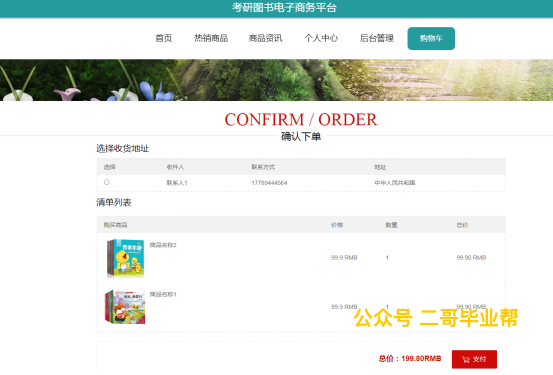 考研图书电子商务平台
首页 热销商品 商品资讯 个人中心 后台管理 购物车
CONFIRM / ORDER
确认下单
选择收货地址
选择 收件人 联系方式 地址
联系人1 17789444564 中华人民共和国
清单列表
购买商品 价格 数量 总价
商品名称2
99.9 RMB 1 99.90 RMB
商品名称1
99.9 RMB 1 99.90 RMB
公众号 二哥毕业帮
总价：199.80RMB 支付